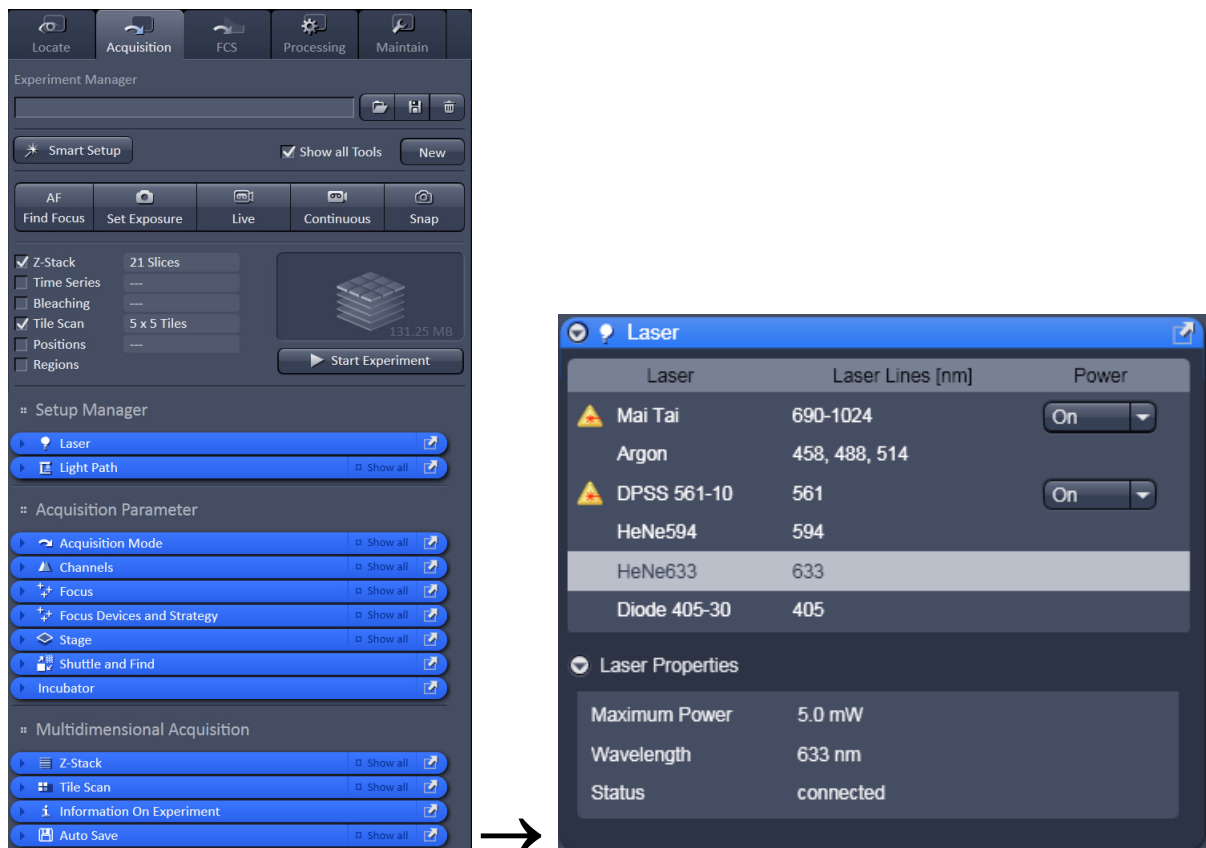 Locate Acquisition FCS Processing Maintain
Experiment Manager
Smart Setup Show all Tools New
AF
Find Focus Set Exposure Live Continuous Snap
Z-Stack 21 Slices
Time Series ---
Bleaching ---
Tile Scan 5 x 5 Tiles
131.25 MB
Positions ---
Regions
Start Experiment
Setup Manager
Laser
Light Path Show all
Acquisition Parameter
Acquisition Mode Show all
Channels Show all
Focus Show all
Focus Devices and Strategy Show all
Stage Show all
Shuttle and Find
Incubator
Multidimensional Acquisition
Z-Stack Show all
Tile Scan Show all
Information On Experiment
Auto Save Show all
Laser
Laser Laser Lines [nm] Power
Mai Tai 690-1024 On
Argon 458, 488, 514
DPSS 561-10 561 On
HeNe594 594
HeNe633 633
Diode 405-30 405
Laser Properties
Maximum Power 5.0 mW
Wavelength 633 nm
Status connected